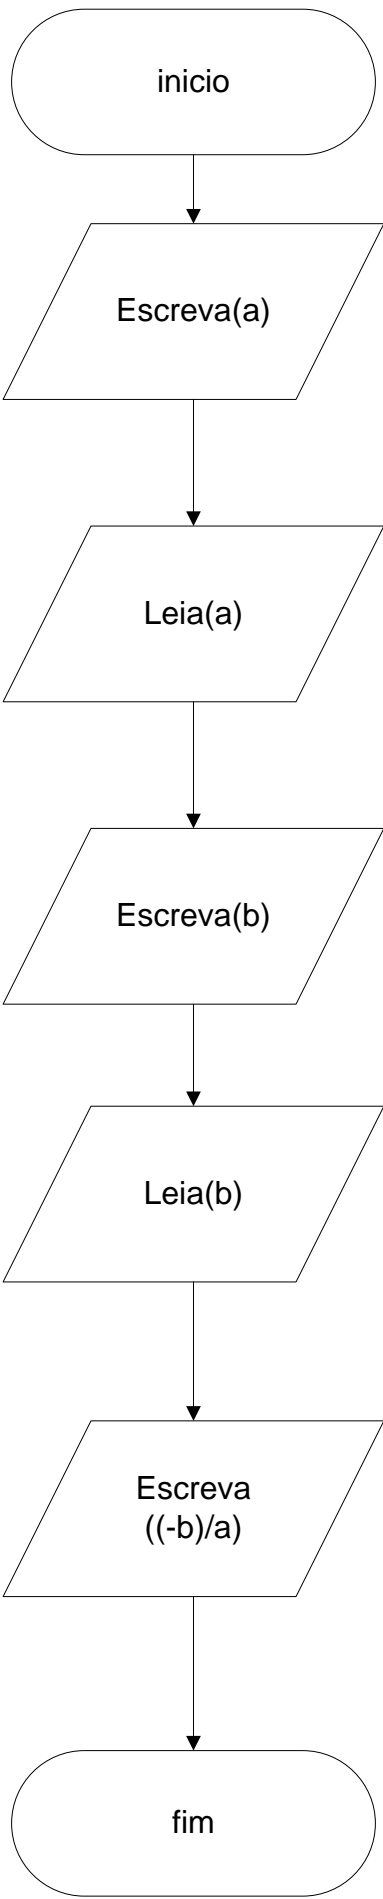 inicio
Escreva(a)
Leia(a)
Escreva(b)
Leia(b)
Escreva
((-b)/a)
fim